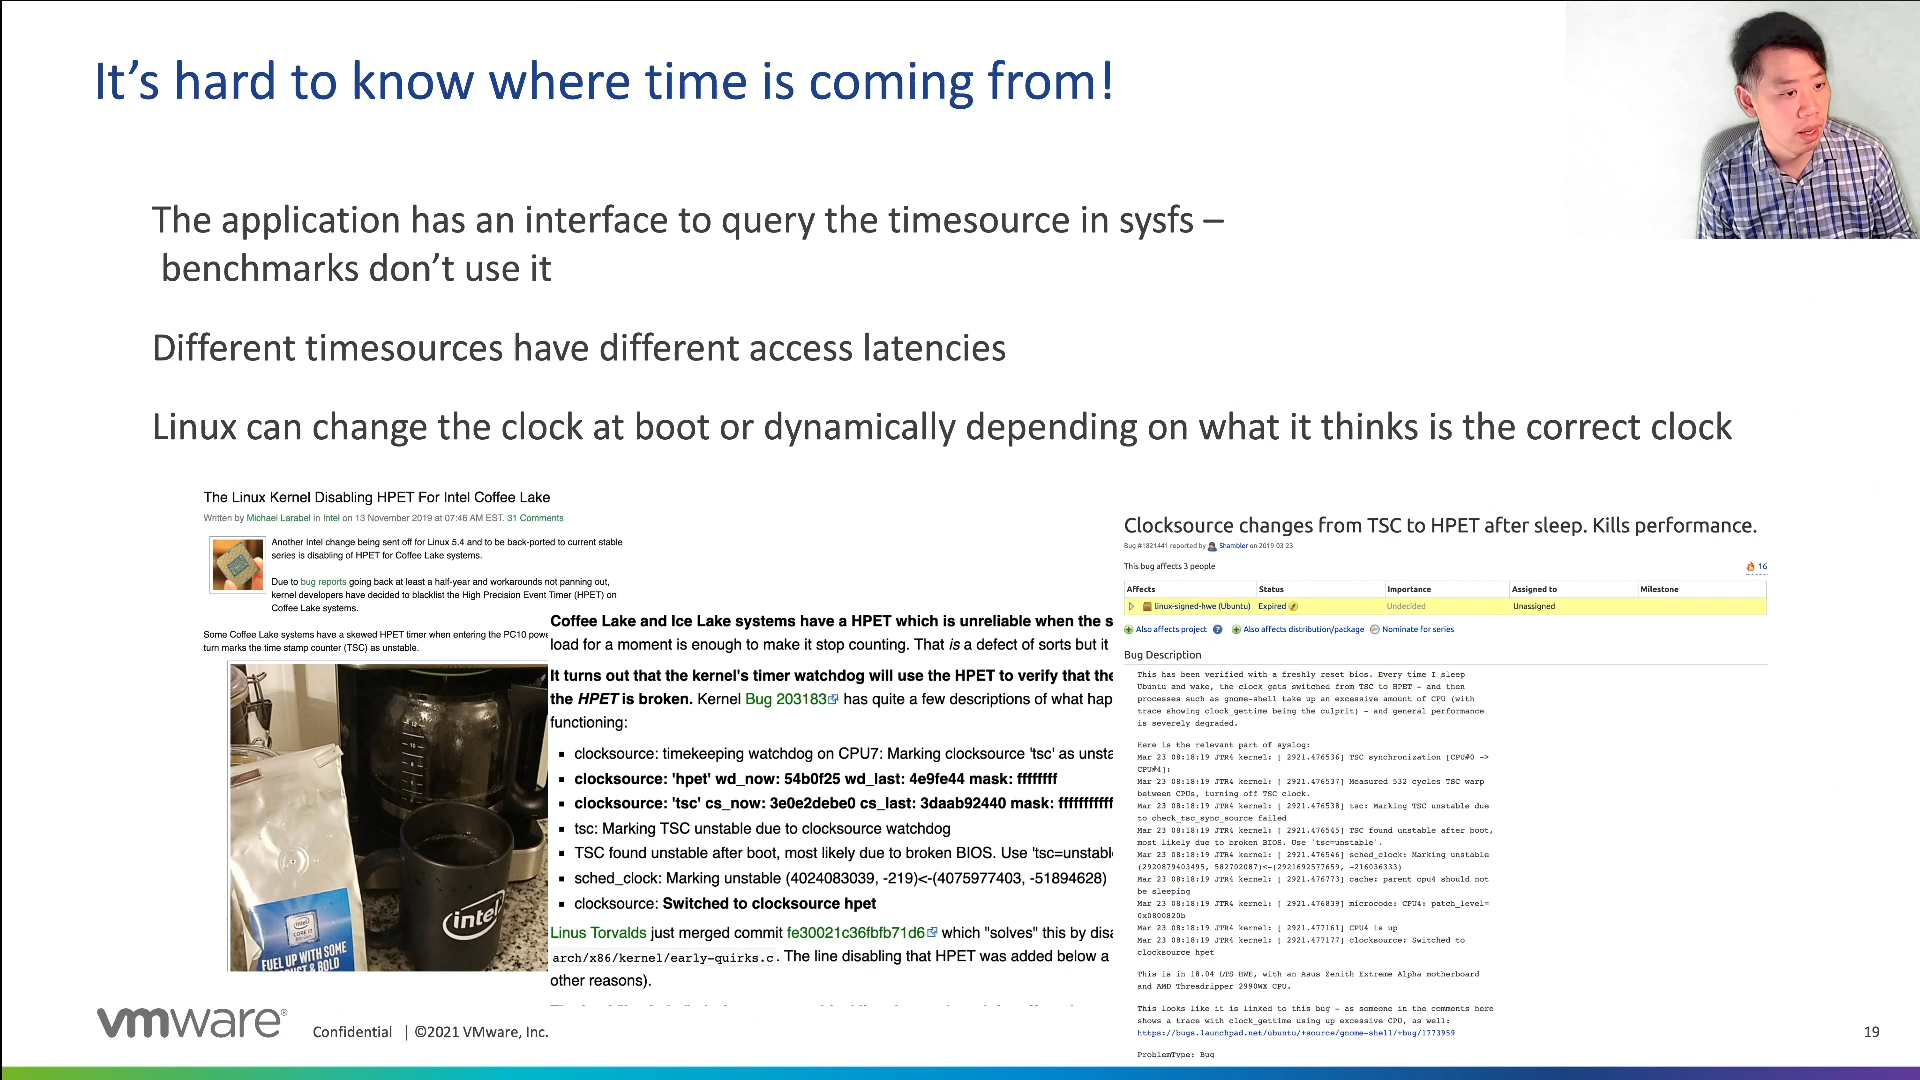 It’s hard to know where time is coming from!
The application has an interface to query the timesource in sysfs –
benchmarks don’t use it
Different timesources have different access latencies
Linux can change the clock at boot or dynamically depending on what it thinks is the correct clock
The Linux Kernel Disabling HPET For Intel Coffee Lake
Written by Michael Larabel in Intel on 13 November 2019 at 07:46 AM EST. 31 Comments
Another Intel change being sent off for Linux 5.4 and to be back-ported to current stable
series is disabling of HPET for Coffee Lake systems.
Due to bug reports going back at least a half-year and workarounds not panning out,
kernel developers have decided to blacklist the High Precision Event Timer (HPET) on
Coffee Lake systems.
Some Coffee Lake systems have a skewed HPET timer when entering the PC10 powe
turn marks the time stamp counter (TSC) as unstable.
intel
CORE i7
FUEL UP WITH SOME
& BOLD
intel
Coffee Lake and Ice Lake systems have a HPET which is unreliable when the s
load for a moment is enough to make it stop counting. That is a defect of sorts but it
It turns out that the kernel's timer watchdog will use the HPET to verify that the
the HPET is broken. Kernel Bug 203183 has quite a few descriptions of what hap
functioning:
▪ clocksource: timekeeping watchdog on CPU7: Marking clocksource 'tsc' as unsta
▪ clocksource: 'hpet' wd_now: 54b0f25 wd_last: 4e9fe44 mask: ffffffff
▪ clocksource: 'tsc' cs_now: 3e0e2debe0 cs_last: 3daab92440 mask: fffffffffff
▪ tsc: Marking TSC unstable due to clocksource watchdog
▪ TSC found unstable after boot, most likely due to broken BIOS. Use 'tsc=unstabl
▪ sched_clock: Marking unstable (4024083039, -219)<-(4075977403, -51894628)
▪ clocksource: Switched to clocksource hpet
Linus Torvalds just merged commit fe30021c36fbfb71d6 which "solves" this by disa
arch/x86/kernel/early-quirks.c. The line disabling that HPET was added below a
other reasons).
Clocksource changes from TSC to HPET after sleep. Kills performance.
Bug #1821441 reported by Shambler on 2019-03-23
This bug affects 3 people
16
Affects Status Importance Assigned to Milestone
linux-signed-hwe (Ubuntu) Expired Undecided Unassigned
Also affects project Also affects distribution/package Nominate for series
Bug Description
This has been verified with a freshly reset bios. Every time I sleep
Ubuntu and wake, the clock gets switched from TSC to HPET - and then
processes such as gnome-shell take up an excessive amount of CPU (with
trace showing clock_gettime being the culprit) - and general performance
is severely degraded.
Here is the relevant part of syslog:
Mar 23 08:18:19 JTR4 kernel: [ 2921.476536] TSC synchronization [CPU#0 ->
CPU#4]:
Mar 23 08:18:19 JTR4 kernel: [ 2921.476537] Measured 532 cycles TSC warp
between CPUs, turning off TSC clock.
Mar 23 08:18:19 JTR4 kernel: [ 2921.476538] tsc: Marking TSC unstable due
to check_tsc_sync_source failed
Mar 23 08:18:19 JTR4 kernel: [ 2921.476545] TSC found unstable after boot,
most likely due to broken BIOS. Use 'tsc=unstable'.
Mar 23 08:18:19 JTR4 kernel: [ 2921.476546] sched_clock: Marking unstable
(2920879403495, 582702087)<-(2921692577659, -216036333)
Mar 23 08:18:19 JTR4 kernel: [ 2921.476773] cache: parent cpu4 should not
be sleeping
Mar 23 08:18:19 JTR4 kernel: [ 2921.476839] microcode: CPU4: patch_level=
0x0800820b
Mar 23 08:18:19 JTR4 kernel: [ 2921.477161] CPU4 is up
Mar 23 08:18:19 JTR4 kernel: [ 2921.477177] clocksource: Switched to
clocksource hpet
This is in 18.04 LTS HWE, with an Asus Zenith Extreme Alpha motherboard
and AMD Threadripper 2990WX CPU.
This looks like it is linked to this bug - as someone in the comments here
shows a trace with clock_gettime using up excessive CPU, as well:
https://bugs.launchpad.net/ubuntu/+source/gnome-shell/+bug/1773959
ProblemType: Bug
vmware® Confidential | ©2021 VMware, Inc. 19